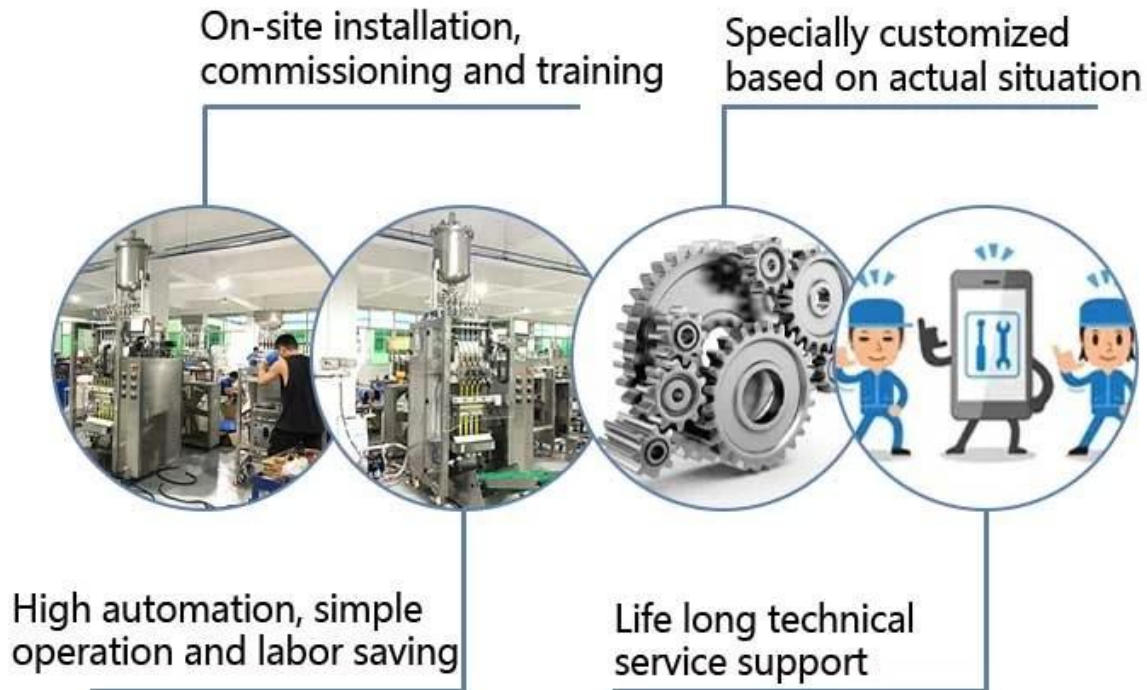 On-site installation,
commissioning and training
Specially customized
based on actual situation
High automation, simple
operation and labor saving
Life long technical
service support